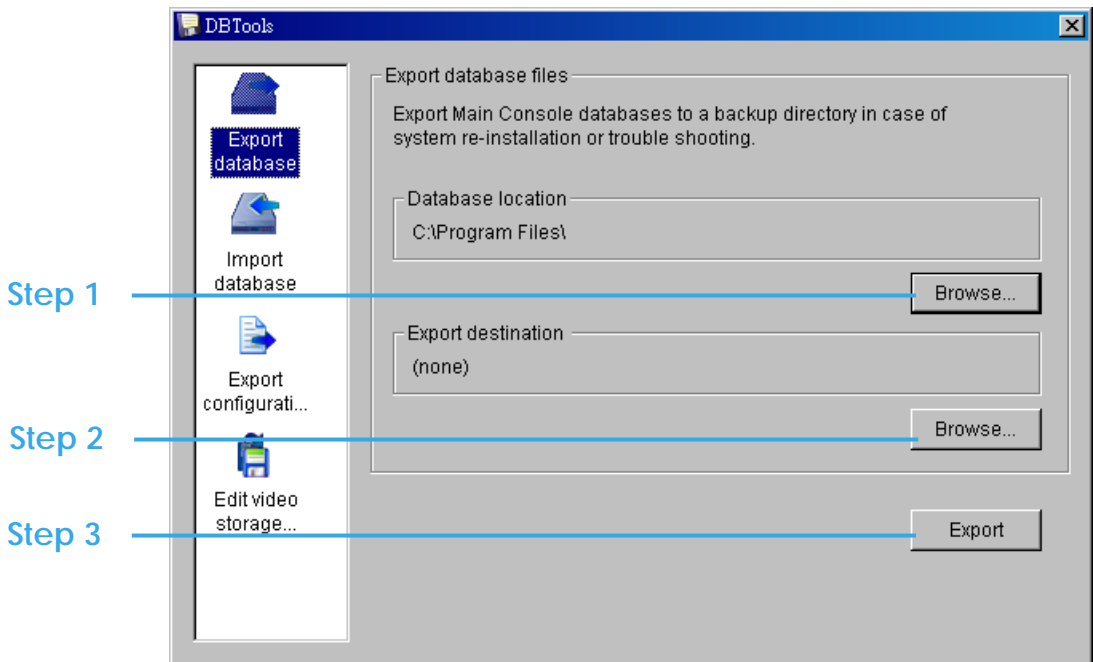 DBTools
Export
database
Import
database
Export
configurati...
Edit video
storage...
Export database files
Export Main Console databases to a backup directory in case of
system re-installation or trouble shooting.
Database location
C:\Program Files\
Step 1
Browse...
Export destination
(none)
Step 2
Browse...
Step 3
Export